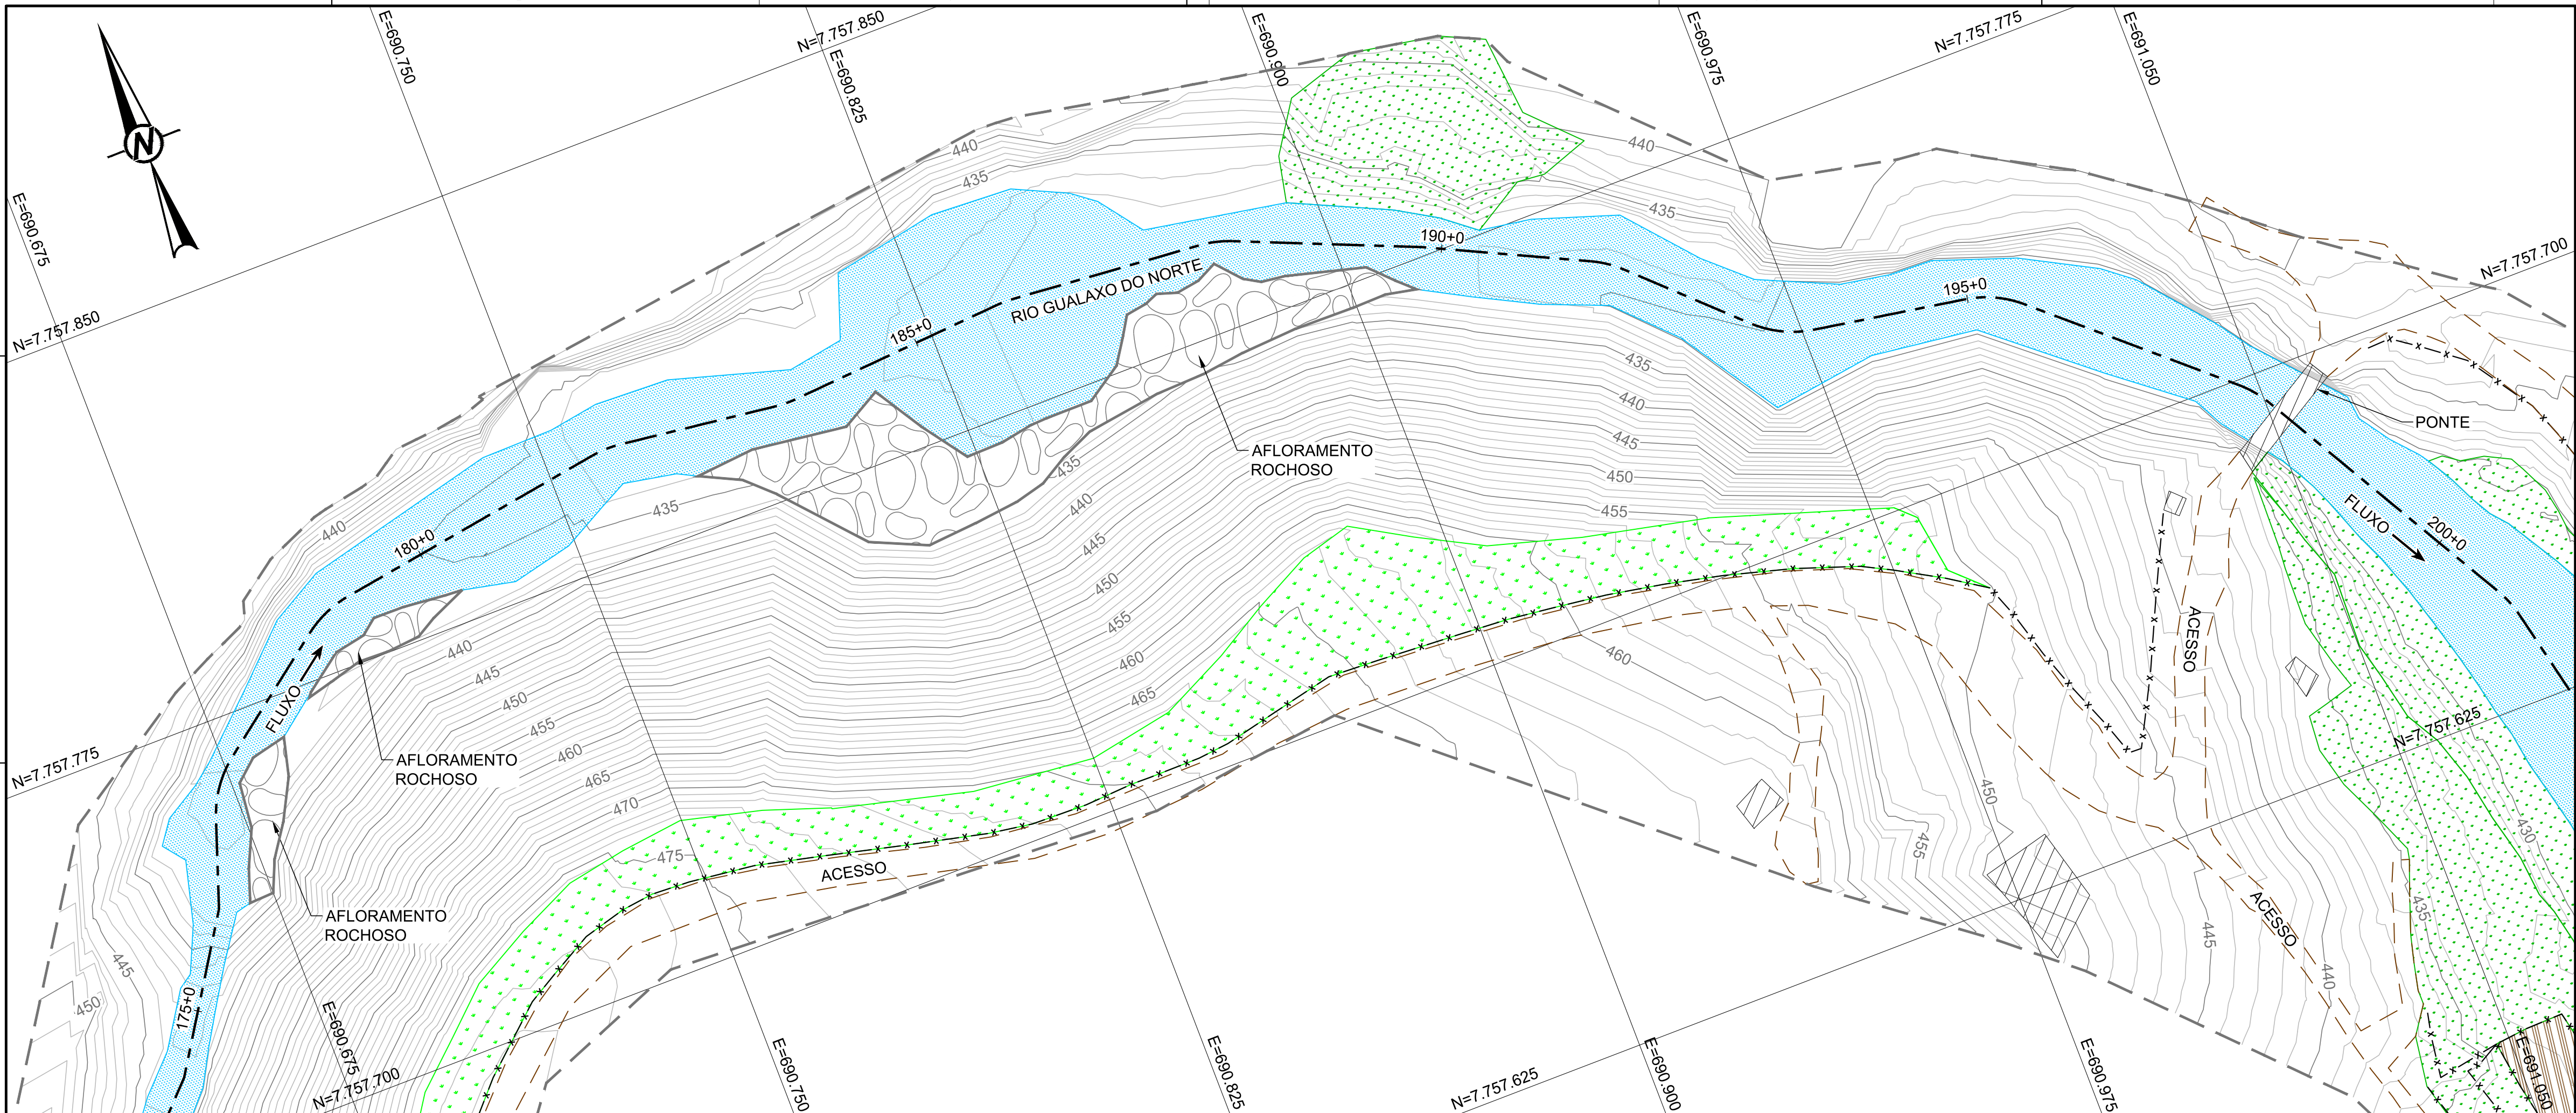 E=690.750
N=7.757.850
E=690.825
E=690.900
E=690.975
N=7.757.775
E=691.050
N
E=690.675
N=7.757.850
440
435
440
435
190+0
195+0
N=7.757.700
RIO GUALAXO DO NORTE
185+0
435
440
445
450
455
PONTE
AFLORAMENTO
ROCHOSO
435
440
445
450
455
460
465
435
440
180+0
FLUXO
200+0
440
445
450
455
460
465
470
475
FLUXO
AFLORAMENTO
ROCHOSO
AFLORAMENTO
ROCHOSO
N=7.757.775
460
ACESSO
N=7.757.625
450
455
430
435
ACESSO
ACESSO
445
440
445
450
175+0
E=690.675
N=7.757.700
E=690.750
E=690.825
N=7.757.625
E=690.900
E=690.975
E=691.050